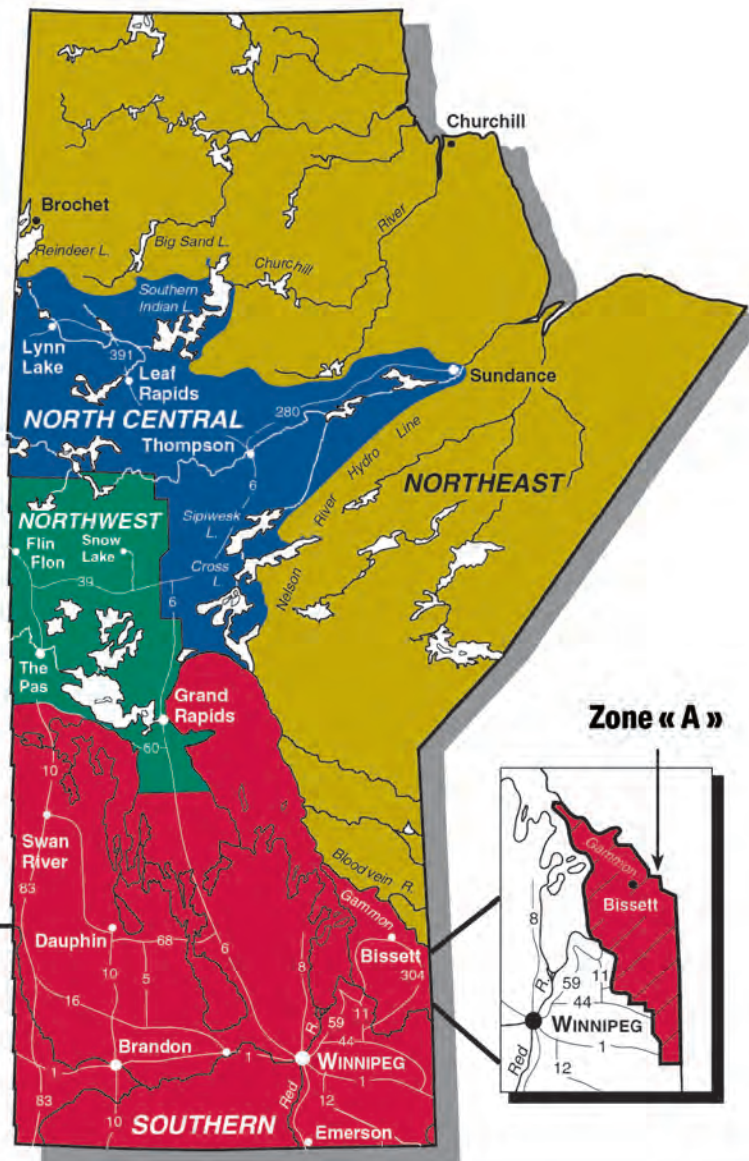 Churchill
Brochet
River
Reindeer L.
Big Sand L.
Churchill
Southern
Indian L.
Lynn
Lake
391
Leaf
Rapids
Sundance
NORTH CENTRAL
280
Thompson
River Hydro Line
NORTHEAST
6
NORTHWEST
Sipiwesk
L.
Flin
Flon
Snow
Lake
Cross
L.
39
6
Nelson
The
Pas
Grand
Rapids
60
10
Swan
River
83
Bloodvein R.
Gammon
Dauphin
68
6
8
Bissett
10
5
304
16
R.
59
11
44
Brandon
1
1
WINNIPEG
1
83
Red
12
10
SOUTHERN
Emerson
Zone « A »
Gammon
Bissett
8
R.
59
11
44
WINNIPEG
1
Red
12